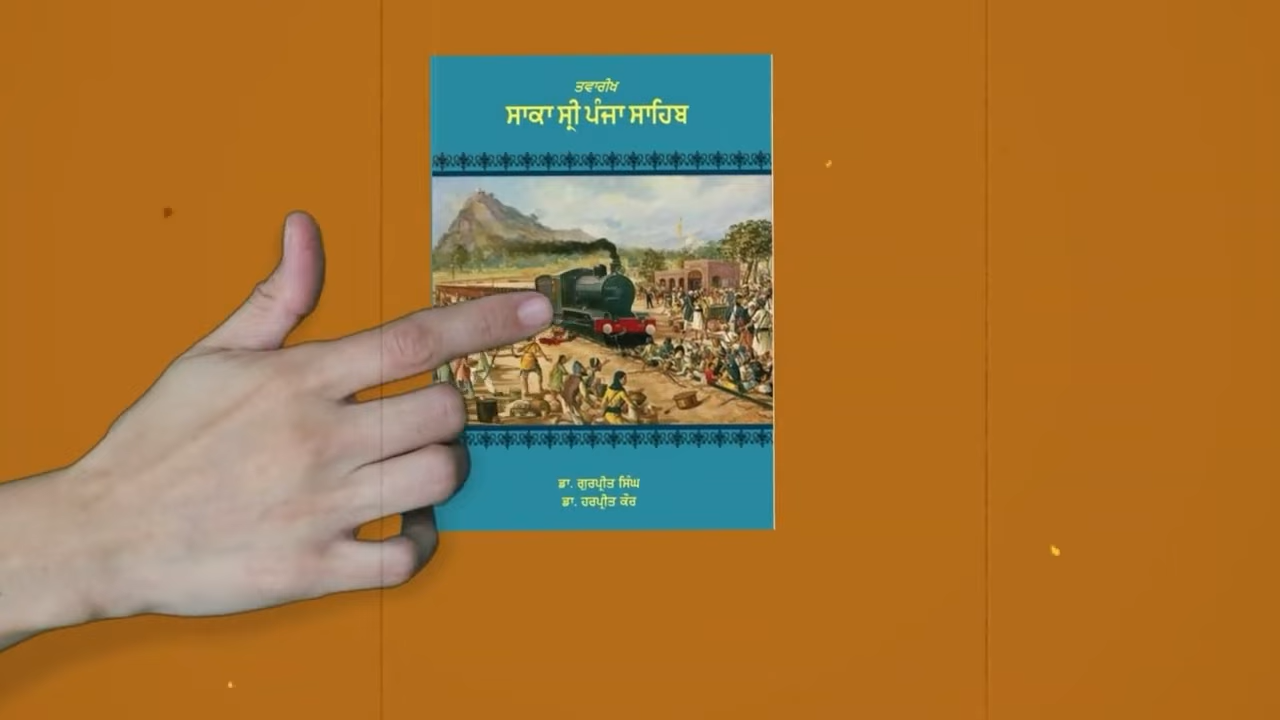 ਤਵਾਰੀਖ
ਸਾਕਾ ਸ੍ਰੀ ਪੰਜਾ ਸਾਹਿਬ
ਡਾ. ਗੁਰਪ੍ਰੀਤ ਸਿੰਘ
ਡਾ. ਹਰਪ੍ਰੀਤ ਕੌਰ